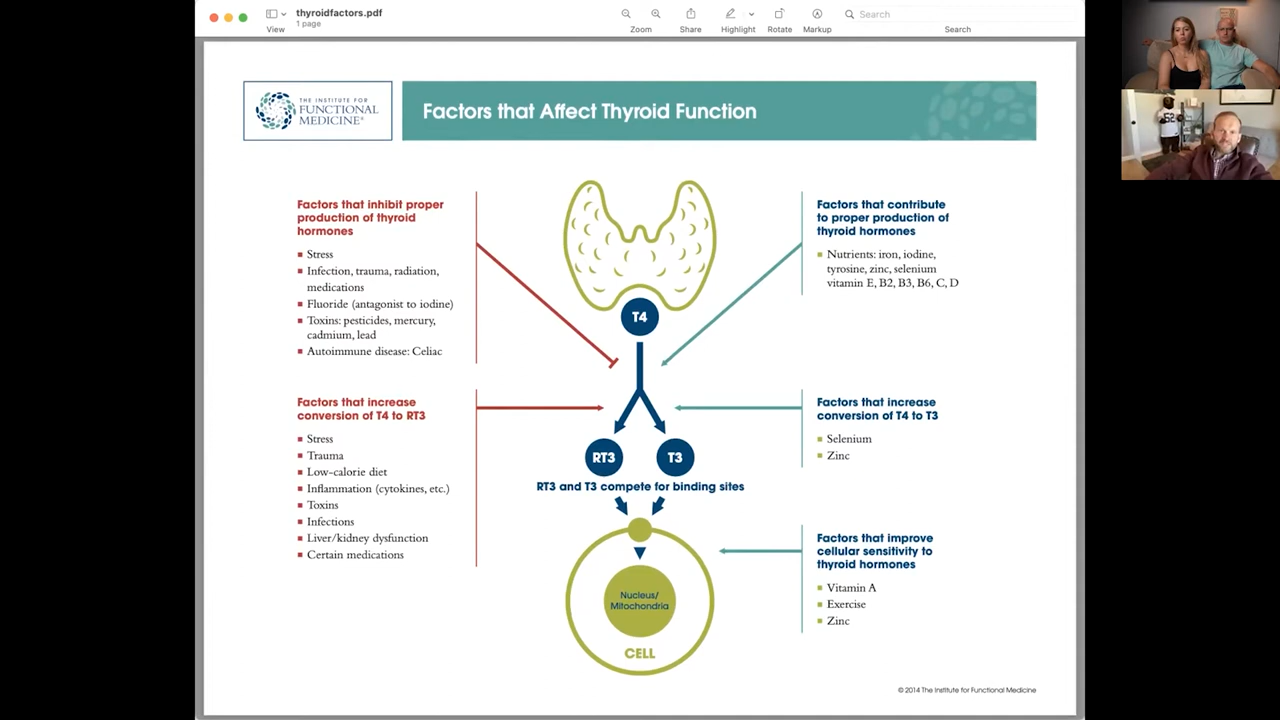 thyroidfactors.pdf
1 page
View
Zoom
Share
Highlight
Rotate
Markup
Search
Search
THE INSTITUTE FOR
FUNCTIONAL
MEDICINE®
Factors that Affect Thyroid Function
Factors that inhibit proper
production of thyroid
hormones
Stress
Infection, trauma, radiation,
medications
Fluoride (antagonist to iodine)
Toxins: pesticides, mercury,
cadmium, lead
Autoimmune disease: Celiac
Factors that increase
conversion of T4 to RT3
Stress
Trauma
Low-calorie diet
Inflammation (cytokines, etc.)
Toxins
Infections
Liver/kidney dysfunction
Certain medications
T4
RT3
T3
RT3 and T3 compete for binding sites
Nucleus/
Mitochondria
CELL
Factors that contribute
to proper production of
thyroid hormones
Nutrients: iron, iodine,
tyrosine, zinc, selenium
vitamin E, B2, B3, B6, C, D
Factors that increase
conversion of T4 to T3
Selenium
Zinc
Factors that improve
cellular sensitivity to
thyroid hormones
Vitamin A
Exercise
Zinc
© 2014 The Institute for Functional Medicine
52